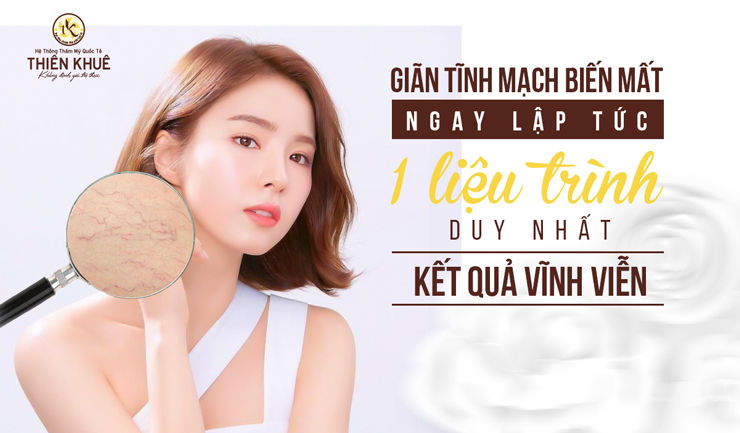 Hệ Thống Thẩm Mỹ Quốc Tế
THIÊN KHUÊ
Khẳng định giá trị thực
GIÃN TĨNH MẠCH BIẾN MẤT
NGAY LẬP TỨC
1 liệu trình
DUY NHẤT
KẾT QUẢ VĨNH VIỄN